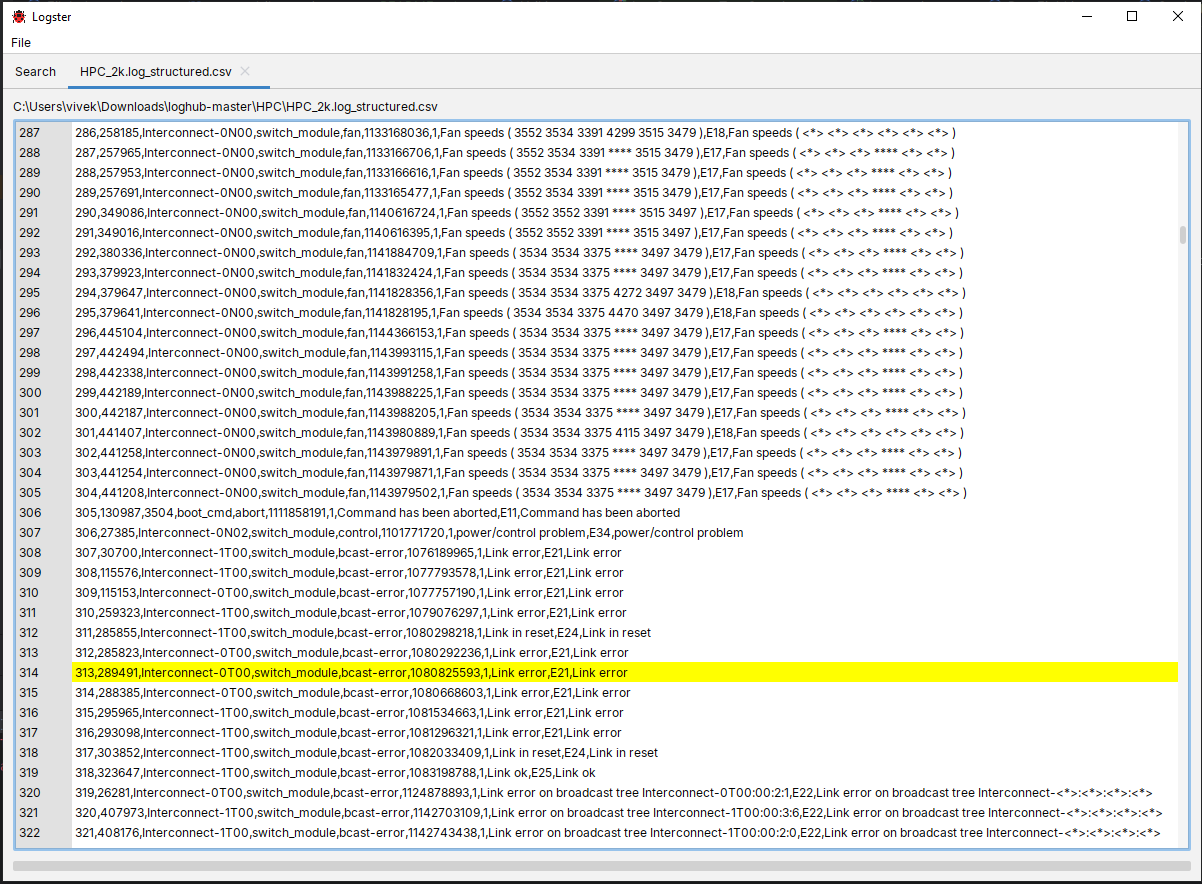 Logster
File
Search HPC_2k.log_structured.csv
C:\Users\vivek\Downloads\loghub-master\HPC\HPC_2k.log_structured.csv
287 286,258185,Interconnect-0N00,switch_module,fan,1133168036,1,Fan speeds ( 3552 3534 3391 4299 3515 3479 ),E18,Fan speeds ( <*> <*> <*> <*> <*> <*> )
288 287,257965,Interconnect-0N00,switch_module,fan,1133166706,1,Fan speeds ( 3552 3534 3391 **** 3515 3479 ),E17,Fan speeds ( <*> <*> <*> **** <*> <*> )
289 288,257953,Interconnect-0N00,switch_module,fan,1133166616,1,Fan speeds ( 3552 3534 3391 **** 3515 3479 ),E17,Fan speeds ( <*> <*> <*> **** <*> <*> )
290 289,257691,Interconnect-0N00,switch_module,fan,1133165477,1,Fan speeds ( 3552 3534 3391 **** 3515 3479 ),E17,Fan speeds ( <*> <*> <*> **** <*> <*> )
291 290,349086,Interconnect-0N00,switch_module,fan,1140616724,1,Fan speeds ( 3552 3552 3391 **** 3515 3497 ),E17,Fan speeds ( <*> <*> <*> **** <*> <*> )
292 291,349016,Interconnect-0N00,switch_module,fan,1140616395,1,Fan speeds ( 3552 3552 3391 **** 3515 3497 ),E17,Fan speeds ( <*> <*> <*> **** <*> <*> )
293 292,380336,Interconnect-0N00,switch_module,fan,1141884709,1,Fan speeds ( 3534 3534 3375 **** 3497 3479 ),E17,Fan speeds ( <*> <*> <*> **** <*> <*> )
294 293,379923,Interconnect-0N00,switch_module,fan,1141832424,1,Fan speeds ( 3534 3534 3375 **** 3497 3479 ),E17,Fan speeds ( <*> <*> <*> **** <*> <*> )
295 294,379647,Interconnect-0N00,switch_module,fan,1141828356,1,Fan speeds ( 3534 3534 3375 4272 3497 3479 ),E18,Fan speeds ( <*> <*> <*> <*> <*> <*> )
296 295,379641,Interconnect-0N00,switch_module,fan,1141828195,1,Fan speeds ( 3534 3534 3375 4470 3497 3479 ),E18,Fan speeds ( <*> <*> <*> <*> <*> <*> )
297 296,445104,Interconnect-0N00,switch_module,fan,1144366153,1,Fan speeds ( 3534 3534 3375 **** 3497 3479 ),E17,Fan speeds ( <*> <*> <*> **** <*> <*> )
298 297,442494,Interconnect-0N00,switch_module,fan,1143993115,1,Fan speeds ( 3534 3534 3375 **** 3497 3479 ),E17,Fan speeds ( <*> <*> <*> **** <*> <*> )
299 298,442338,Interconnect-0N00,switch_module,fan,1143991258,1,Fan speeds ( 3534 3534 3375 **** 3497 3479 ),E17,Fan speeds ( <*> <*> <*> **** <*> <*> )
300 299,442189,Interconnect-0N00,switch_module,fan,1143988225,1,Fan speeds ( 3534 3534 3375 **** 3497 3479 ),E17,Fan speeds ( <*> <*> <*> **** <*> <*> )
301 300,442187,Interconnect-0N00,switch_module,fan,1143988205,1,Fan speeds ( 3534 3534 3375 **** 3497 3479 ),E17,Fan speeds ( <*> <*> <*> **** <*> <*> )
302 301,441407,Interconnect-0N00,switch_module,fan,1143980889,1,Fan speeds ( 3534 3534 3375 4115 3497 3479 ),E18,Fan speeds ( <*> <*> <*> <*> <*> <*> )
303 302,441258,Interconnect-0N00,switch_module,fan,1143979891,1,Fan speeds ( 3534 3534 3375 **** 3497 3479 ),E17,Fan speeds ( <*> <*> <*> **** <*> <*> )
304 303,441254,Interconnect-0N00,switch_module,fan,1143979871,1,Fan speeds ( 3534 3534 3375 **** 3497 3479 ),E17,Fan speeds ( <*> <*> <*> **** <*> <*> )
305 304,441208,Interconnect-0N00,switch_module,fan,1143979502,1,Fan speeds ( 3534 3534 3375 **** 3497 3479 ),E17,Fan speeds ( <*> <*> <*> **** <*> <*> )
306 305,130987,3504,boot_cmd,abort,1111858191,1,Command has been aborted,E11,Command has been aborted
307 306,27385,Interconnect-0N02,switch_module,control,1101771720,1,power/control problem,E34,power/control problem
308 307,30700,Interconnect-1T00,switch_module,bcast-error,1076189965,1,Link error,E21,Link error
309 308,115576,Interconnect-1T00,switch_module,bcast-error,1077793578,1,Link error,E21,Link error
310 309,115153,Interconnect-0T00,switch_module,bcast-error,1077757190,1,Link error,E21,Link error
311 310,259323,Interconnect-1T00,switch_module,bcast-error,1079076297,1,Link error,E21,Link error
312 311,285855,Interconnect-1T00,switch_module,bcast-error,1080298218,1,Link in reset,E24,Link in reset
313 312,285823,Interconnect-0T00,switch_module,bcast-error,1080292236,1,Link error,E21,Link error
314 313,289491,Interconnect-0T00,switch_module,bcast-error,1080825593,1,Link error,E21,Link error
315 314,288385,Interconnect-0T00,switch_module,bcast-error,1080668603,1,Link error,E21,Link error
316 315,295965,Interconnect-1T00,switch_module,bcast-error,1081534663,1,Link error,E21,Link error
317 316,293098,Interconnect-1T00,switch_module,bcast-error,1081296321,1,Link error,E21,Link error
318 317,303852,Interconnect-1T00,switch_module,bcast-error,1082033409,1,Link in reset,E24,Link in reset
319 318,323647,Interconnect-1T00,switch_module,bcast-error,1083198788,1,Link ok,E25,Link ok
320 319,26281,Interconnect-0T00,switch_module,bcast-error,1124878893,1,Link error on broadcast tree Interconnect-0T00:00:2:1,E22,Link error on broadcast tree Interconnect-<*>:<*>:<*>:<*>
321 320,407973,Interconnect-1T00,switch_module,bcast-error,1142703109,1,Link error on broadcast tree Interconnect-1T00:00:3:6,E22,Link error on broadcast tree Interconnect-<*>:<*>:<*>:<*>
322 321,408176,Interconnect-1T00,switch_module,bcast-error,1142743438,1,Link error on broadcast tree Interconnect-1T00:00:2:0,E22,Link error on broadcast tree Interconnect-<*>:<*>:<*>:<*>